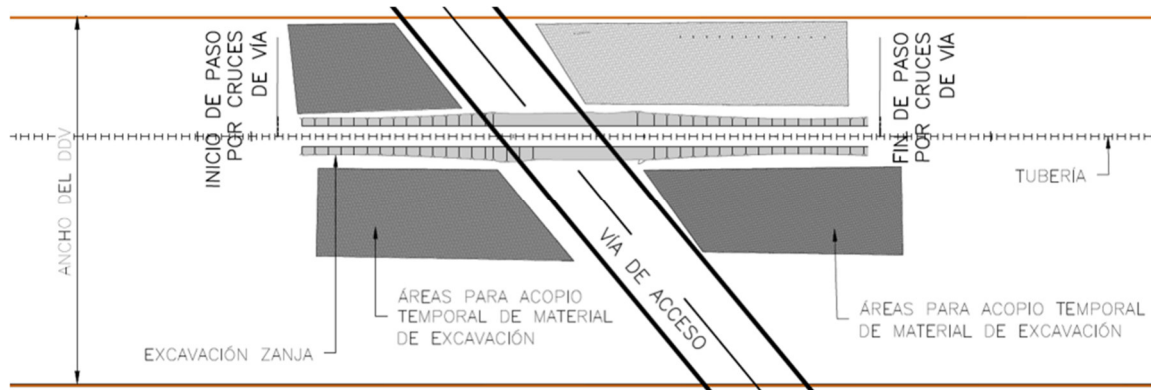 INICIO DE PASO
POR CRUCES
DE VÍA
FIN DE PASO
POR CRUCES
DE VÍA
ANCHO DEL DDV
TUBERÍA
VÍA DE ACCESO
ÁREAS PARA ACOPIO
TEMPORAL DE MATERIAL
DE EXCAVACIÓN
ÁREAS PARA ACOPIO TEMPORAL
DE MATERIAL DE EXCAVACIÓN
EXCAVACIÓN ZANJA